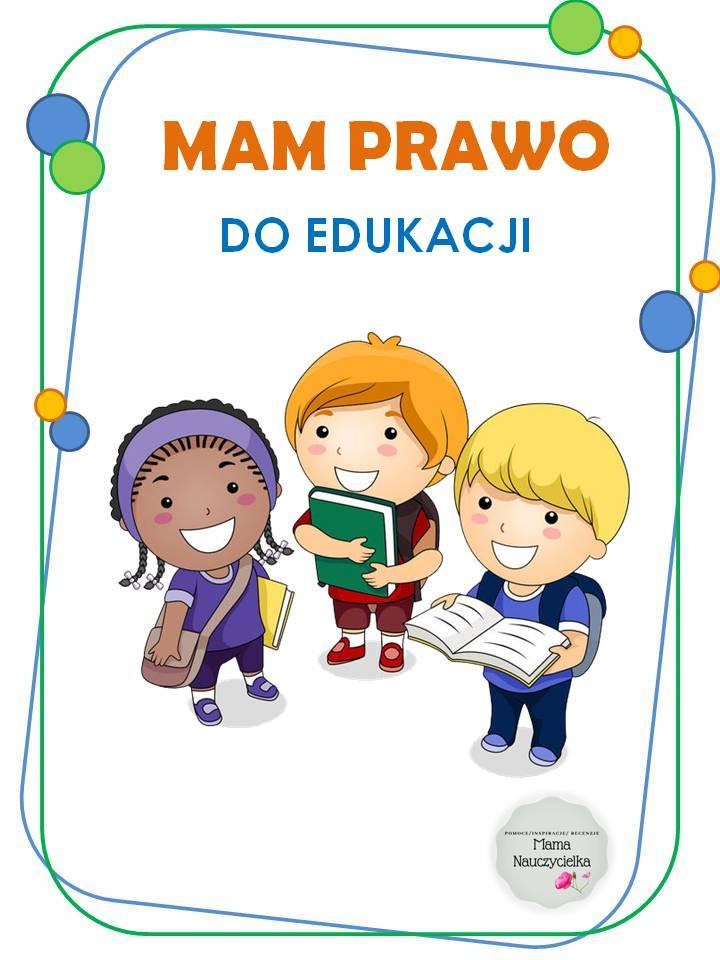 MAM PRAWO
DO EDUKACJI
POMOCE/INSPIRACJE/ RECENZJE
Mama
Nauczycielka